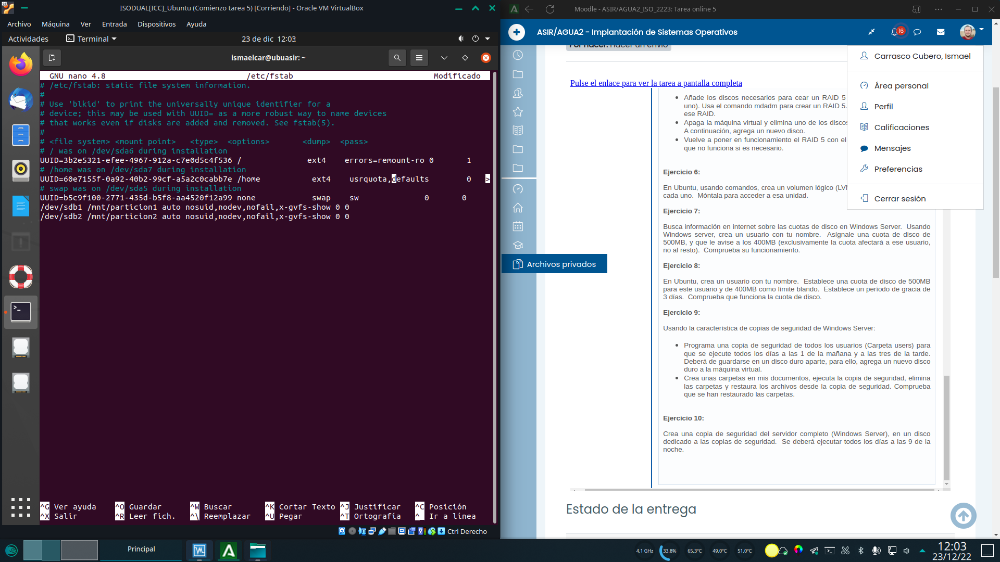 ISODUAL[ICC]_Ubuntu (Comienzo tarea 5) [Corriendo] - Oracle VM VirtualBox
Archivo Máquina Ver Entrada Dispositivos Ayuda
Actividades Terminal 23 de dic 12:03
ismaelcar@ubuasir: ~
GNU nano 4.8 /etc/fstab Modificado
# /etc/fstab: static file system information.
#
# Use 'blkid' to print the universally unique identifier for a
# device; this may be used with UUID= as a more robust way to name devices
# that works even if disks are added and removed. See fstab(5).
#
# <file system> <mount point> <type> <options> <dump> <pass>
# / was on /dev/sda6 during installation
UUID=3b2e5321-efee-4967-912a-c7e0d5c4f536 / ext4 errors=remount-ro 0 1
# /home was on /dev/sda7 during installation
UUID=60e7155f-0a92-40b2-99cf-a5a2c0cabb7e /home ext4 usrquota,defaults 0 >
# swap was on /dev/sda5 during installation
UUID=b5c9f100-2771-435d-b5f8-aa4520f12a99 none swap sw 0 0
/dev/sdb1 /mnt/particion1 auto nosuid,nodev,nofail,x-gvfs-show 0 0
/dev/sdb2 /mnt/particion2 auto nosuid,nodev,nofail,x-gvfs-show 0 0
^G Ver ayuda ^O Guardar ^W Buscar ^K Cortar Texto ^J Justificar ^C Posición
^X Salir ^R Leer fich. ^\ Reemplazar ^U Pegar ^T Ortografía ^_ Ir a línea
Ctrl Derecho
Moodle - ASIR/AGUA2_ISO_2223: Tarea online 5
ASIR/AGUA2 - Implantación de Sistemas Operativos
16
Por hacer: Hacer un envío
Carrasco Cubero, Ismael
Área personal
Perfil
Calificaciones
Mensajes
Preferencias
Cerrar sesión
Archivos privados
Pulse el enlace para ver la tarea a pantalla completa
Añade los discos necesarios para cear un RAID 5
uno). Usa el comando mdadm para crear un RAID 5.
ese RAID.
Apaga la máquina virtual y elimina uno de los discos
A continuación, agrega un nuevo disco.
Vuelve a poner en funcionamiento el RAID 5 con el
que no funciona si es necesario.
Ejercicio 6:
En Ubuntu, usando comandos, crea un volumen lógico (LVM
cada uno. Móntala para acceder a esa unidad.
Ejercicio 7:
Busca información en internet sobre las cuotas de disco en Windows Server. Usando
Windows server, crea un usuario con tu nombre. Asígnale una cuota de disco de
500MB, y que le avise a los 400MB (exclusivamente la cuota afectará a ese usuario,
no al resto). Comprueba su funcionamiento.
Ejercicio 8:
En Ubuntu, crea un usuario con tu nombre. Establece una cuota de disco de 500MB
para este usuario y de 400MB como límite blando. Establece un período de gracia de
3 días. Comprueba que funciona la cuota de disco.
Ejercicio 9:
Usando la característica de copias de seguridad de Windows Server:
Programa una copia de seguridad de todos los usuarios (Carpeta users) para
que se ejecute todos los días a las 1 de la mañana y a las tres de la tarde.
Deberá de guardarse en un disco duro aparte, para ello, agrega un nuevo disco
duro a la máquina virtual.
Crea unas carpetas en mis documentos, ejecuta la copia de seguridad, elimina
las carpetas y restaura los archivos desde la copia de seguridad. Comprueba
que se han restaurado las carpetas.
Ejercicio 10:
Crea una copia de seguridad del servidor completo (Windows Server), en un disco
dedicado a las copias de seguridad. Se deberá ejecutar todos los días a las 9 de la
noche.
Estado de la entrega
Principal
4,1 GHz 33,8% 65,3°C 49,0°C 51,0°C
12:03
23/12/22